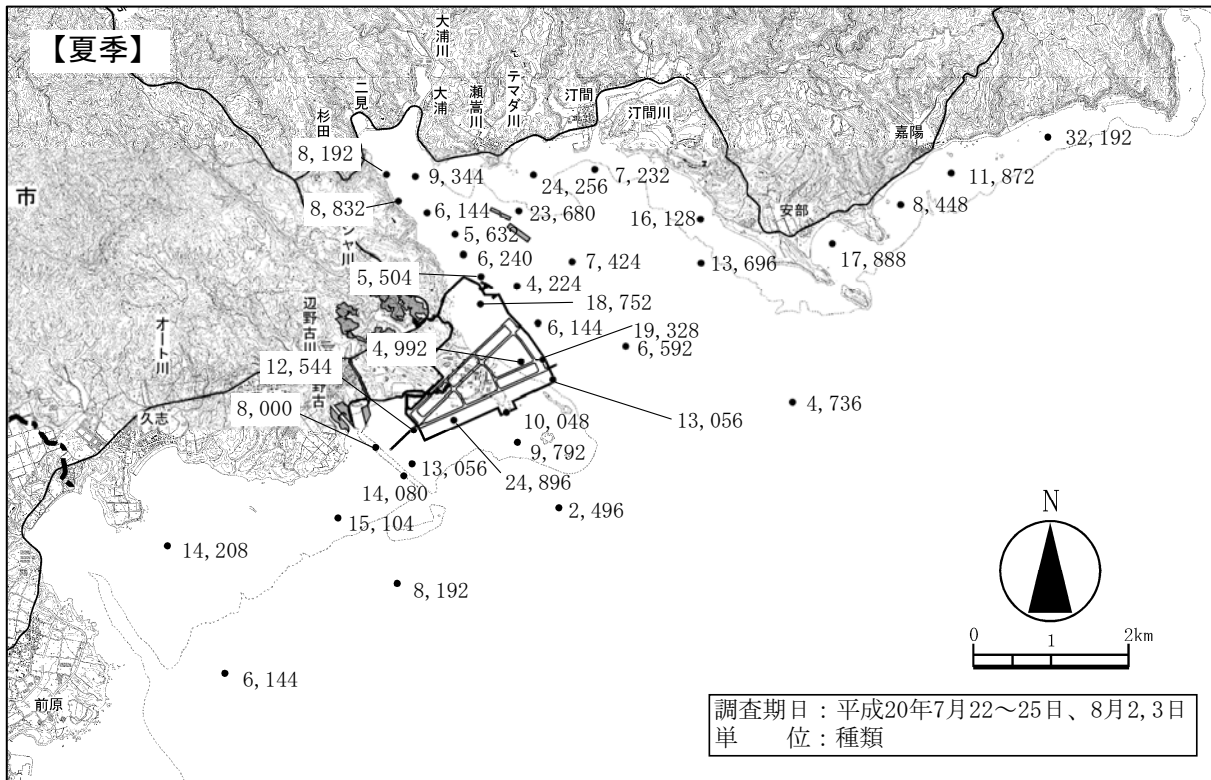 【夏季】
大浦川
テマダ川
瀬嵩川
大浦
二見
杉田
汀間
汀間川
嘉陽
安部
市
32,192
8,192
9,344
24,256
7,232
11,872
8,832
6,144
23,680
16,128
8,448
5,632
6,240
7,424
13,696
17,888
5,504
4,224
18,752
6,144
19,328
6,592
辺野古川
オート川
4,992
12,544
8,000
久志
10,048
13,056
4,736
9,792
13,056
24,896
14,080
2,496
15,104
14,208
8,192
6,144
前原
N
0 1 2km
調査期日：平成20年7月22～25日、8月2,3日
単　　位：種類